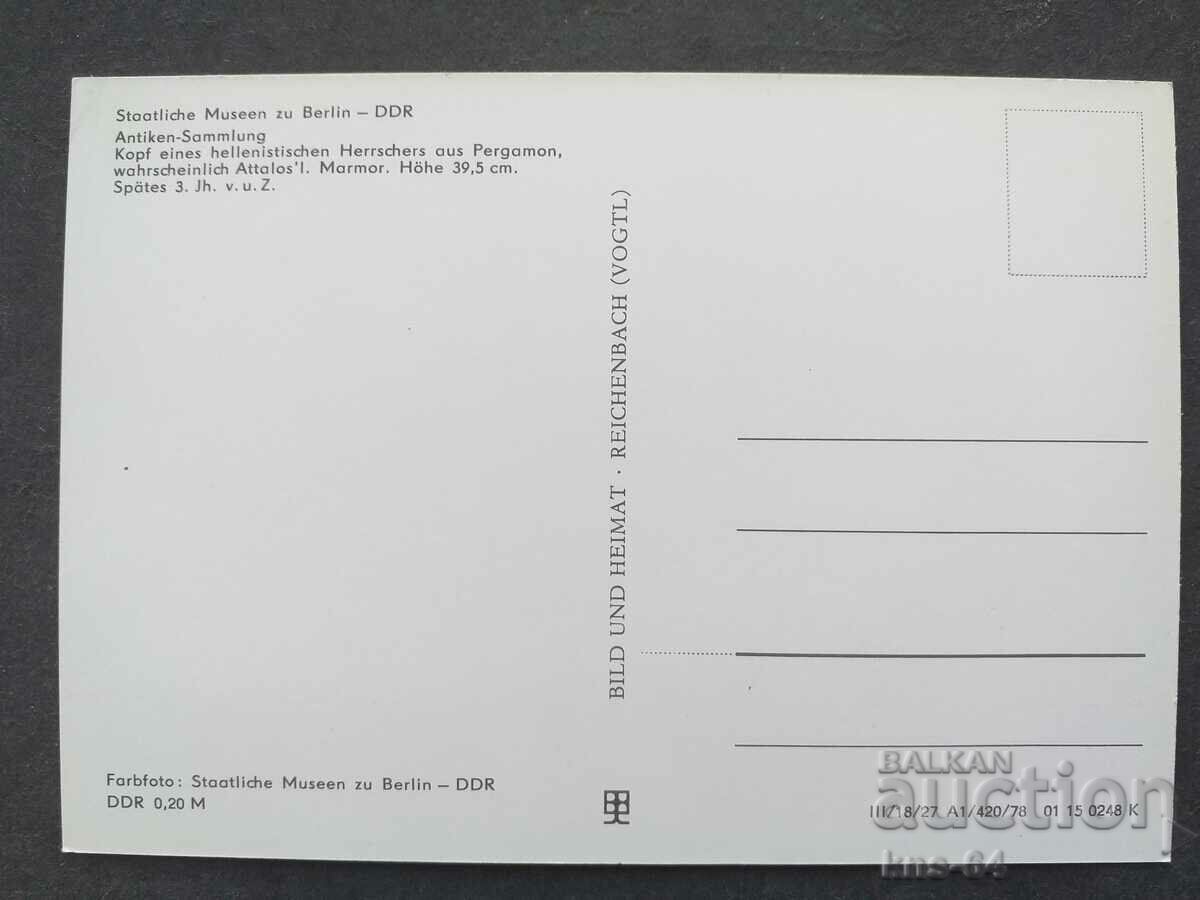 Staatliche Museen zu Berlin – DDR
Antiken-Sammlung
Kopf eines hellenistischen Herrschers aus Pergamon,
wahrscheinlich Attalos'I. Marmor. Höhe 39,5 cm.
Spätes 3. Jh. v. u. Z.
BILD UND HEIMAT · REICHENBACH (VOGTL)
Farbfoto: Staatliche Museen zu Berlin – DDR
DDR 0,20 M
III/18/27 A1/420/78 01 15 0248 K
BALKAN
auction
kns-64